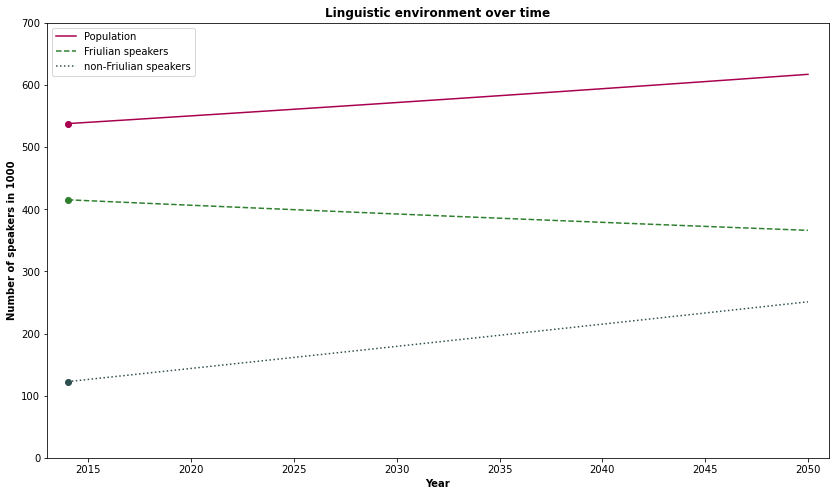 Linguistic environment over time
Population
Friulian speakers
non-Friulian speakers
Number of speakers in 1000
700
600
500
400
300
200
100
0
2015 2020 2025 2030 2035 2040 2045 2050
Year